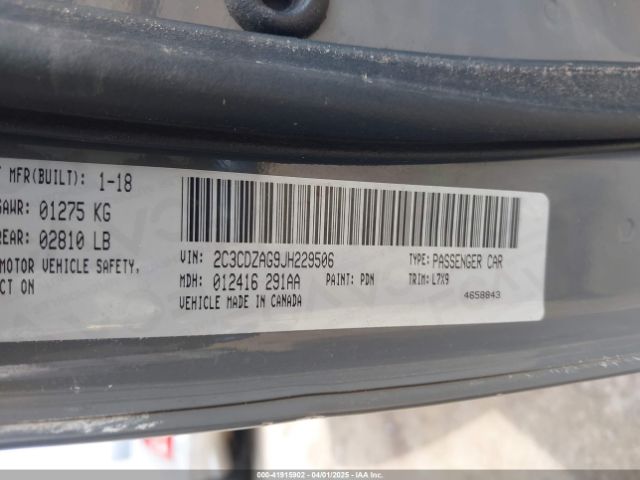 MFR(BUILT): 1-18
GAWR: 01275 KG
REAR: 02810 LB
MOTOR VEHICLE SAFETY,
CT ON
VIN: 2C3CDZAG9JH229506
TYPE: PASSENGER CAR
MDH: 012416 291AA
PAINT: PDN
TRIM: L7X9
VEHICLE MADE IN CANADA
4658843
000-41915902 - 04/01/2025 - IAA Inc.